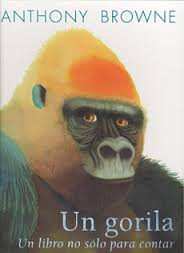 ANTHONY BROWNE
Un gorila
Un libro no sólo para contar